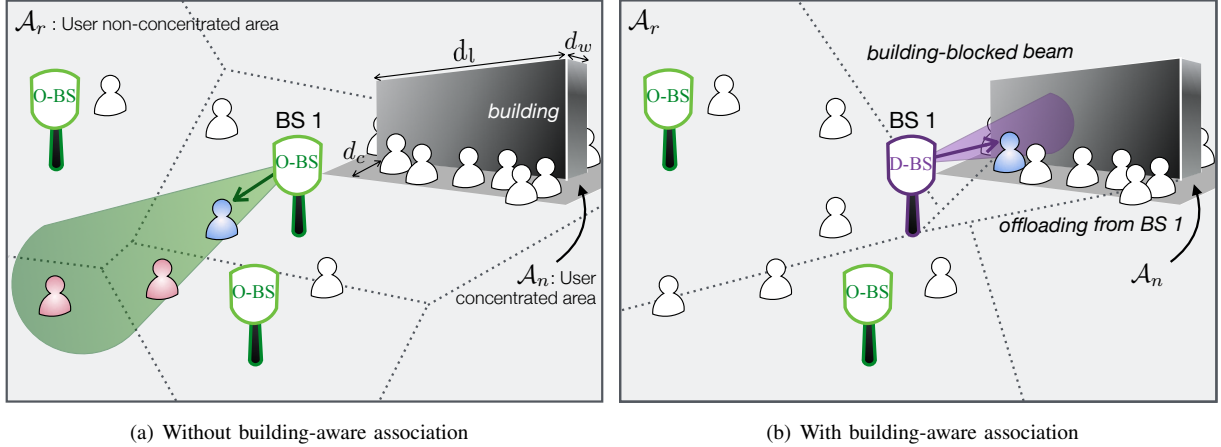 𝒜r : User non-concentrated area
O-BS
BS 1
O-BS
dc
dl
dw
building
O-BS
𝒜n : User
concentrated area
(a) Without building-aware association
𝒜r
building-blocked beam
O-BS
BS 1
D-BS
offloading from BS 1
O-BS
𝒜n
(b) With building-aware association